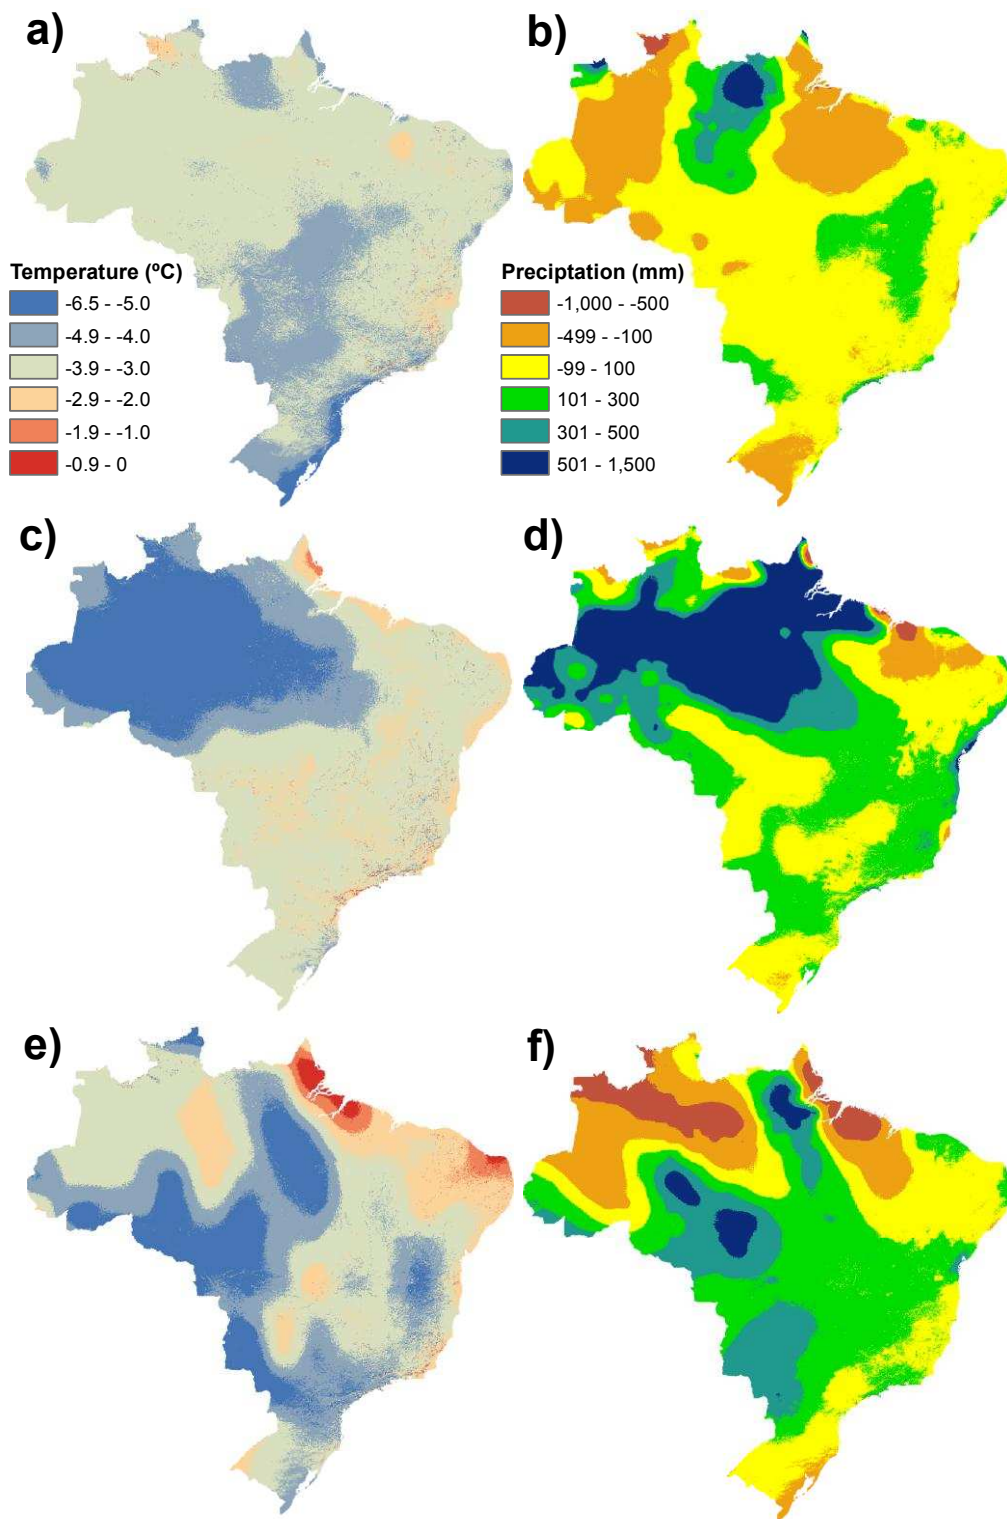 a)
b)
Temperature (ºC)
-6.5 - -5.0
-4.9 - -4.0
-3.9 - -3.0
-2.9 - -2.0
-1.9 - -1.0
-0.9 - 0
Preciptation (mm)
-1,000 - -500
-499 - -100
-99 - 100
101 - 300
301 - 500
501 - 1,500
c)
d)
e)
f)